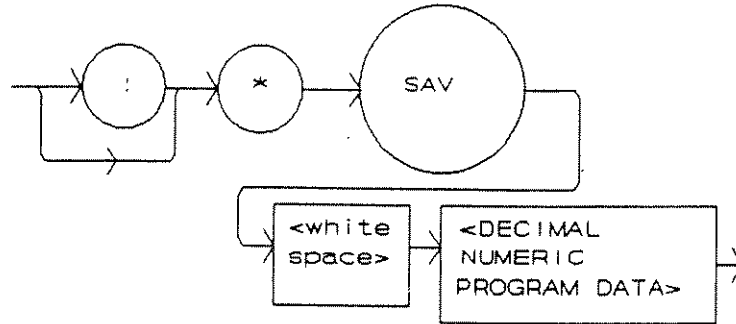 :
*
SAV
<white
space>
<DECIMAL
NUMERIC
PROGRAM DATA>